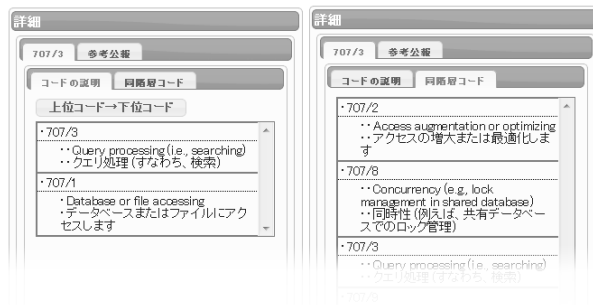 詳細
707/3 参考公報
コードの説明 同階層コード
上位コード→下位コード
・707/3
・・Query processing(i.e., searching)
・・クエリ処理(すなわち、検索)
・707/1
・Database or file accessing
・データベースまたはファイルにアク
セスします
詳細
707/3 参考公報
コードの説明 同階層コード
・707/2
・・Access augmentation or optimizing
・・アクセスの増大または最適化しま
す
・707/8
・・Concurrency (e.g., lock
management in shared database)
・・同時性(例えば、共有データベー
スでのロック管理)
・707/3
・・Query processing(i.e., searching)
・・クエリ処理(すなわち、検索)